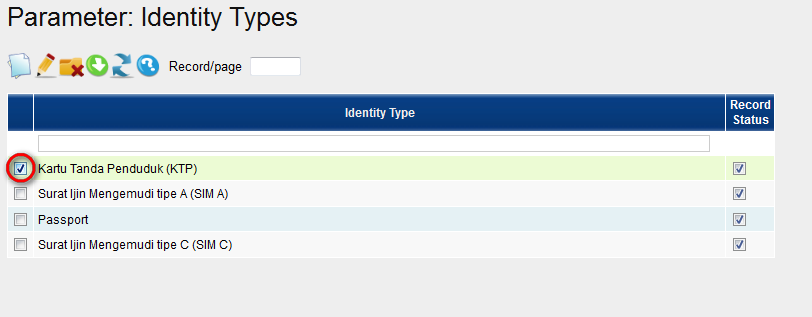 Parameter: Identity Types
Record/page
Identity Type
Record
Status
Kartu Tanda Penduduk (KTP)
Surat Ijin Mengemudi tipe A (SIM A)
Passport
Surat Ijin Mengemudi tipe C (SIM C)